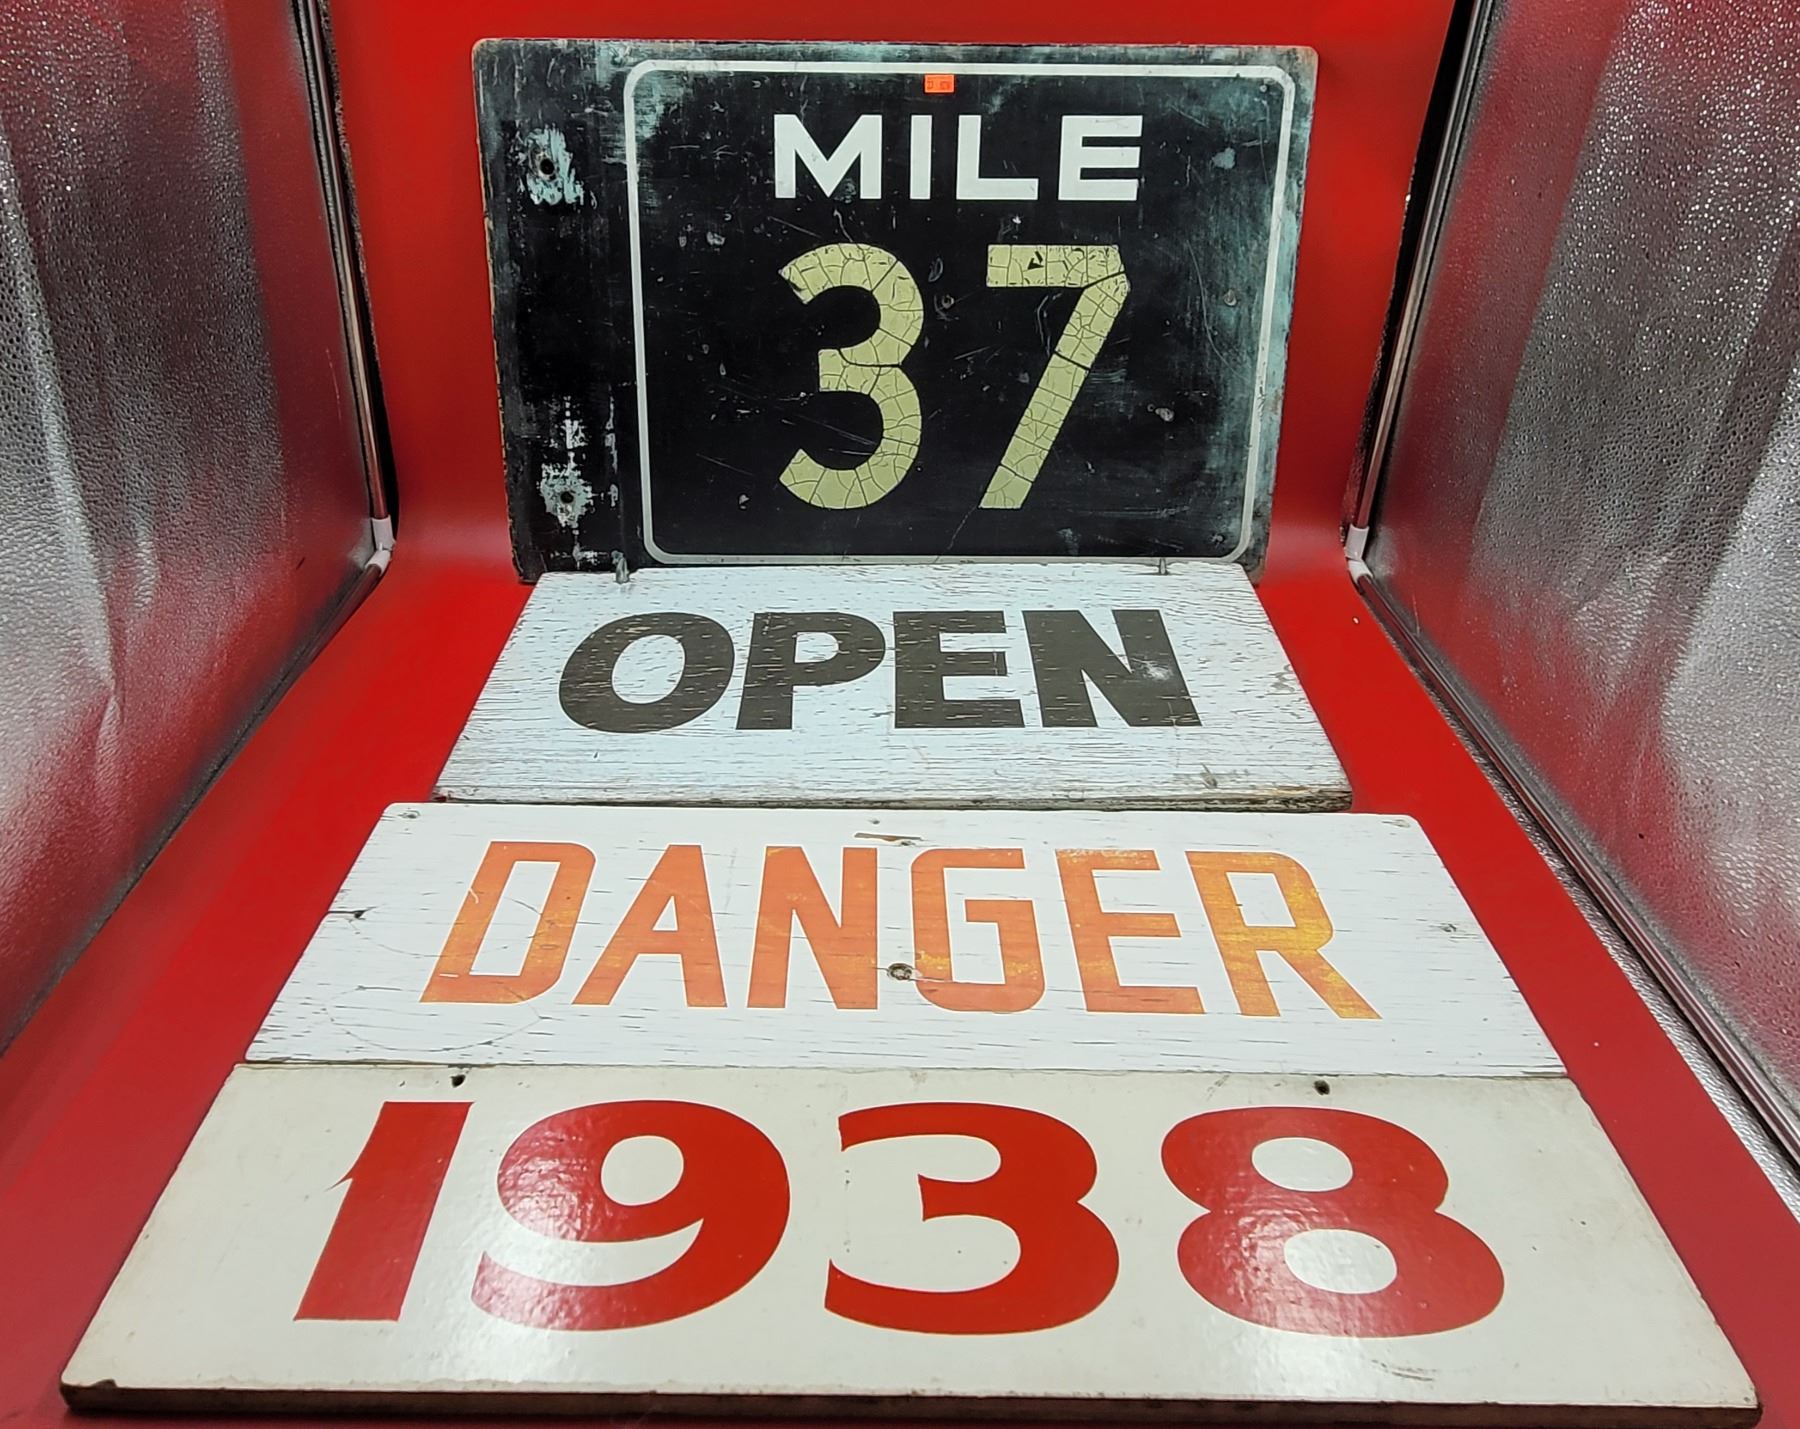 MILE
37
OPEN
DANGER
1938